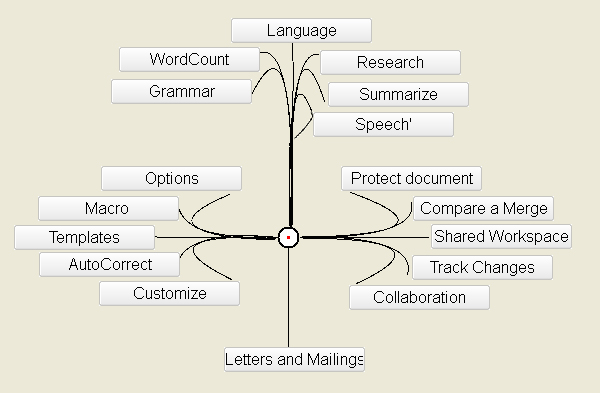 Language
WordCount
Research
Grammar
Summarize
Speech'
Options
Protect document
Macro
Compare a Merge
Templates
Shared Workspace
AutoCorrect
Track Changes
Customize
Collaboration
Letters and Mailings